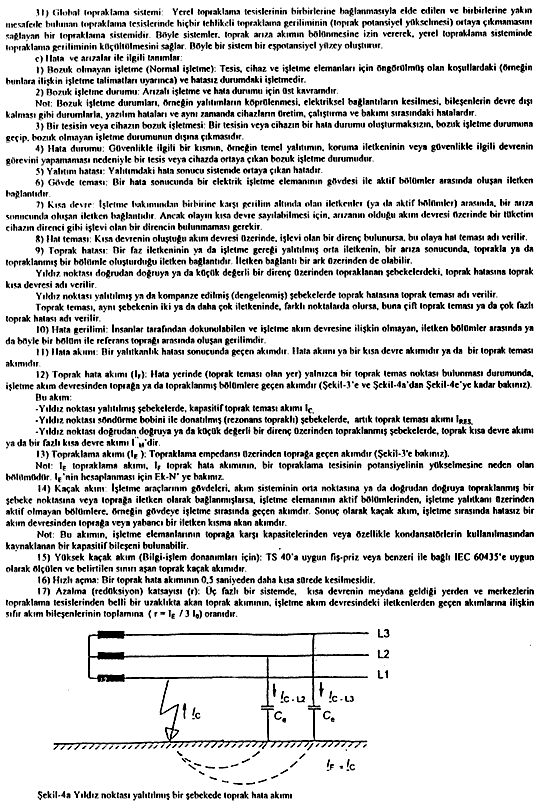 31) Global topraklama sistemi: Yerel topraklama tesislerinin birbirlerine bağlanmasıyla elde edilen ve birbirlerine yakın
mesafede bulunan topraklama tesislerinde hiçbir tehlikeli topraklama geriliminin (toprak potansiyel yükselmesi) ortaya çıkmamasını
sağlayan bir topraklama sistemidir. Böyle sistemler, toprak arıza akımın bölünmesine izin vererek, yerel topraklama sisteminde
topraklama geriliminin küçültülmesini sağlar. Böyle bir sistem bir eşpotansiyel yüzey oluşturur.
c) Hata ve arızalar ile ilgili tanımlar:
1) Bozuk olmayan işletme (Normal işletme): Tesis, cihaz ve işletme elemanları için öngörülmüş olan koşullardaki (örneğin
bunlara ilişkin işletme talimatları uyarınca) ve hatasız durumdaki işletmedir.
2) Bozuk işletme durumu: Arızalı işletme ve hata durumu için üst kavramdır.
Not: Bozuk işletme durumları, örneğin yalıtımların köprülenmesi, elektriksel bağlantıların kesilmesi, bileşenlerin devre dışı
kalması gibi durumlarla, yazılım hataları ve aynı zamanda cihazların üretim, çalıştırma ve bakımı sırasındaki hatalardır.
3) Bir tesisin veya cihazın bozuk işletmesi: Bir tesisin veya cihazın bir hata durumu oluşturmaksızın, bozuk işletme durumuna
geçip, bozuk olmayan işletme durumunun dışına çıkmasıdır.
4) Hata durumu: Güvenlikle ilgili bir kısmın, örneğin temel yalıtımın, koruma iletkeninin veya güvenlikle ilgili devrenin
görevini yapamaması nedeniyle bir tesis veya cihazda ortaya çıkan bozuk işletme durumudur.
5) Yalıtım hatası: Yalıtımdaki hata sonucu sistemde ortaya çıkan hatadır.
6) Gövde teması: Bir hata sonucunda bir elektrik işletme elemanının gövdesi ile aktif bölümler arasında oluşan iletken
bağlantıdır.
7) Kısa devre: İşletme bakımından birbirine karşı gerilim altında olan iletkenler (ya da aktif bölümler) arasında, bir arıza
sonucunda oluşan iletken bağlantıdır. Ancak olayın kısa devre sayılabilmesi için, arızanın olduğu akım devresi üzerinde bir tüketim
cihazın direnci gibi işlevi olan bir direncin bulunmaması gerekir.
8) Hat teması: Kısa devrenin oluştuğu akım devresi üzerinde, işlevi olan bir direnç bulunursa, bu olaya hat teması adı verilir.
9) Toprak hatası: Bir faz iletkeninin ya da işletme gereği yalıtılmış orta iletkenin, bir arıza sonucunda, toprakla ya da
topraklanmış bir bölümle oluşturduğu iletken bağlantıdır. İletken bağlantı bir ark üzerinden de olabilir.
Yıldız noktası doğrudan doğruya ya da küçük değerli bir direnç üzerinden topraklanan şebekelerdeki, toprak hatasına toprak
kısa devresi adı verilir.
Yıldız noktası yalıtılmış ya da kompanze edilmiş (dengelenmiş) şebekelerde toprak hatasına toprak teması adı verilir.
Toprak teması, aynı şebekenin iki ya da daha çok iletkeninde, farklı noktalarda olursa, buna çift toprak teması ya da çok fazlı
toprak hatası adı verilir.
10) Hata gerilimi: İnsanlar tarafından dokunulabilen ve işletme akım devresine ilişkin olmayan, iletken bölümler arasında ya
da böyle bir bölüm ile referans toprağı arasında oluşan gerilimdir.
11) Hata akımı: Bir yalıtkanlık hatası sonucunda geçen akımdır. Hata akımı ya bir kısa devre akımıdır ya da bir toprak teması
akımıdır.
12) Toprak hata akımı (IF): Hata yerinde (toprak teması olan yer) yalnızca bir toprak temas noktası bulunması durumunda,
işletme akım devresinden toprağa ya da topraklanmış bölümlere geçen akımdır (Şekil-3'e ve Şekil-4a'dan Şekil-4e'ye kadar bakınız).
Bu akım:
-Yıldız noktası yalıtılmış şebekelerde, kapasitif toprak teması akımı IC,
-Yıldız noktası söndürme bobini ile donatılmış (rezonans topraklı) şebekelerde, artık toprak teması akımı IRES,
-Yıldız noktası doğrudan doğruya ya da küçük değerli bir direnç üzerinden topraklanmış şebekelerde, toprak kısa devre akımı
ya da bir fazlı kısa devre akımı I''k1'dir.
13) Topraklama akımı (IE): Topraklama empedansı üzerinden toprağa geçen akımdır (Şekil-3'e bakınız).
Not: IE topraklama akımı, IF toprak hata akımının, bir topraklama tesisinin potansiyelinin yükselmesine neden olan
bölümüdür. IE'nin hesaplanması için Ek-N' ye bakınız.
14) Kaçak akım: İşletme araçlarının gövdeleri, akım sisteminin orta noktasına ya da doğrudan doğruya topraklanmış bir
şebeke noktasına veya toprağa iletken olarak bağlanmışlarsa, işletme elemanının aktif bölümlerinden, işletme yalıtkanı üzerinden
aktif olmayan bölümlere, örneğin gövdeye işletme sırasında geçen akımdır. Sonuç olarak kaçak akım, işletme sırasında hatasız bir
akım devresinden toprağa veya yabancı bir iletken kısma akan akımdır.
Not: Bu akımın, işletme elemanlarının toprağa karşı kapasitelerinden veya özellikle kondansatörlerin kullanılmasından
kaynaklanan bir kapasitif bileşeni bulunabilir.
15) Yüksek kaçak akım (Bilgi-işlem donanımları için): TS 40'a uygun fiş-priz veya benzeri ile bağlı IEC 60435'e uygun
olarak ölçülen ve belirtilen sınırı aşan toprak kaçak akımıdır.
16) Hızlı açma: Bir toprak hata akımının 0,5 saniyeden daha kısa sürede kesilmesidir.
17) Azalma (redüksiyon) katsayısı (r): Üç fazlı bir sistemde, kısa devrenin meydana geldiği yerden ve merkezlerin
topraklama tesislerinden belli bir uzaklıkta akan toprak akımının, işletme akım devresindeki iletkenlerden geçen akımlarına ilişkin
sıfır akım bileşenlerinin toplamına ( r = IE / 3 I0) oranıdır.
L3
L2
L1
IC
IC - L2
IC - L3
Ce
Ce
IF = IC
Şekil-4a Yıldız noktası yalıtılmış bir şebekede toprak hata akımı